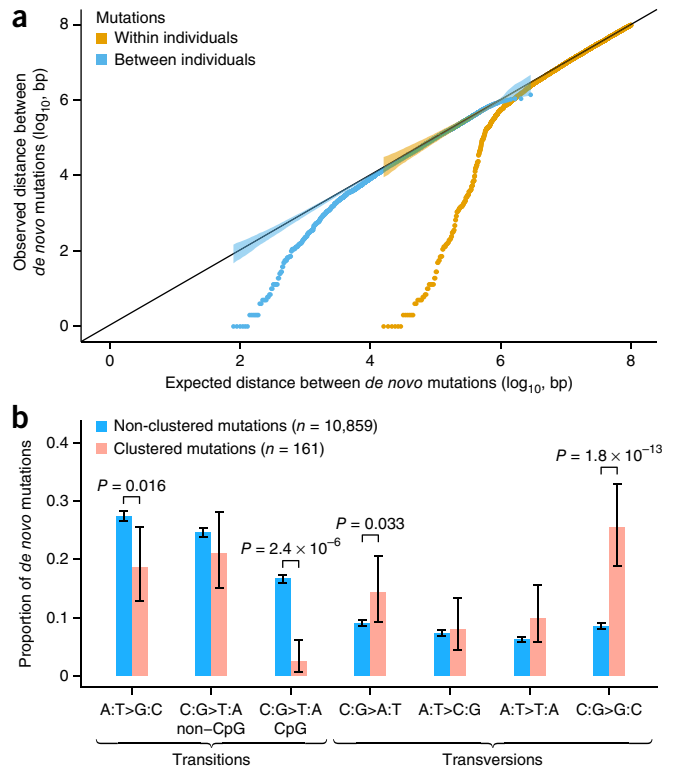 a
Mutations
Within individuals
Between individuals
Observed distance between
de novo mutations (log10, bp)
8
6
4
2
0
0 2 4 6 8
Expected distance between de novo mutations (log10, bp)
b
Non-clustered mutations (n = 10,859)
Clustered mutations (n = 161)
Proportion of de novo mutations
0.4
0.3
0.2
0.1
0
P = 0.016
P = 2.4 × 10−6
P = 0.033
P = 1.8 × 10−13
A:T>G:C C:G>T:A C:G>T:A C:G>A:T A:T>C:G A:T>T:A C:G>G:C
non−CpG CpG
Transitions Transversions